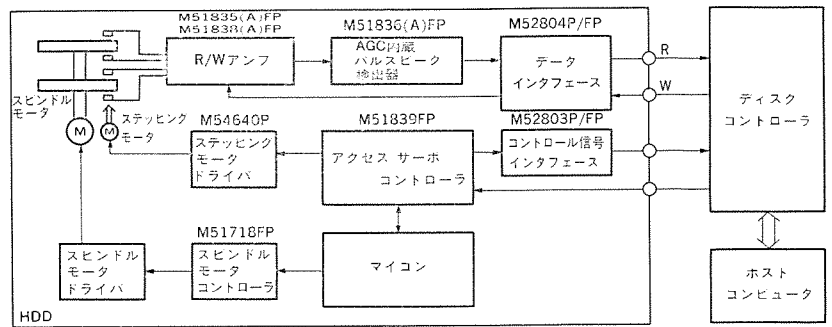 M51835(A)FP
M51838(A)FP
R/Wアンプ
M51836(A)FP
AGC内蔵
パルスピーク
検出器
M52804P/FP
データ
インタフェース
R
W
ディスク
コントローラ
スピンドル
モータ
M
ステッピング
モータ
M
M54640P
ステッピング
モータ
ドライバ
M51839FP
アクセス サーボ
コントローラ
M52803P/FP
コントロール信号
インタフェース
スピンドル
モータ
ドライバ
M51718FP
スピンドル
モータ
コントローラ
マイコン
ホスト
コンピュータ
HDD